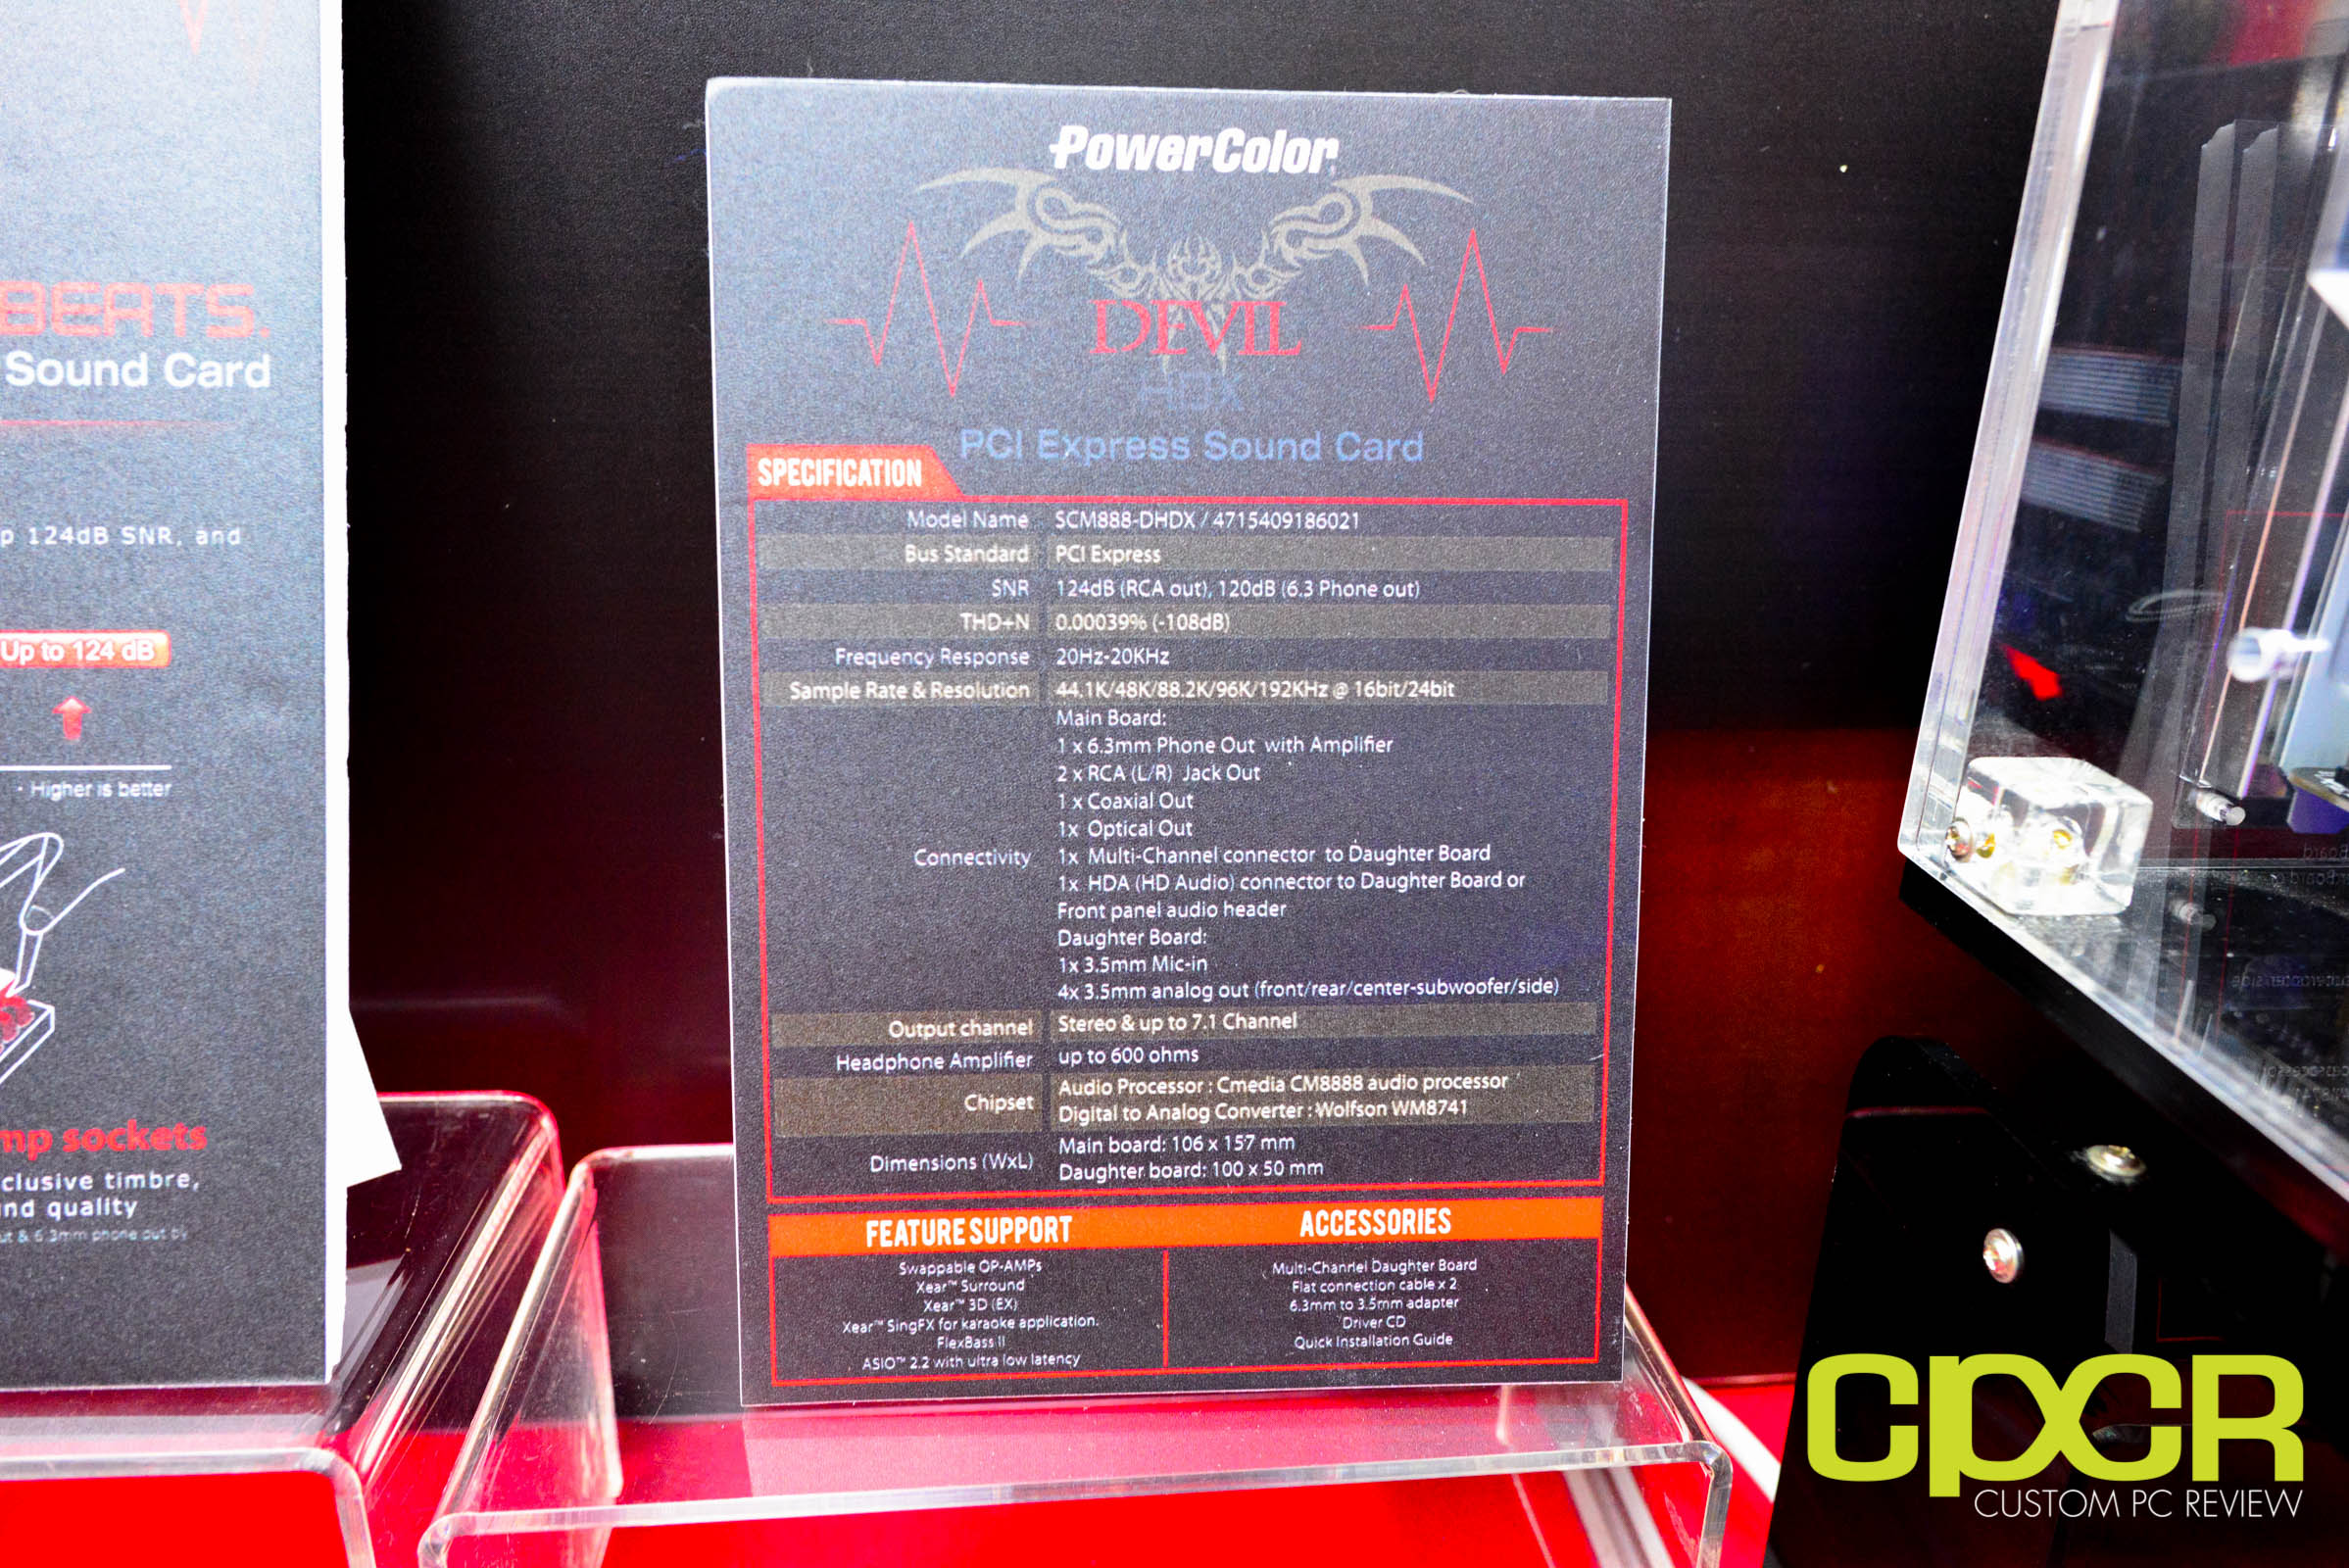 BEATS.
Sound Card
p 124dB SNR, and
Up to 124 dB
· Higher is better
mp sockets
clusive timbre,
nd quality
ut & 6.3mm phone out by
PowerColor
DEVIL
HDX
PCI Express Sound Card
SPECIFICATION
Model Name SCM888-DHDX / 4715409186021
Bus Standard PCI Express
SNR 124dB (RCA out), 120dB (6.3 Phone out)
THD+N 0.00039% (-108dB)
Frequency Response 20Hz-20KHz
Sample Rate & Resolution 44.1K/48K/88.2K/96K/192KHz @ 16bit/24bit
Main Board:
1 x 6.3mm Phone Out with Amplifier
2 x RCA (L/R) Jack Out
1 x Coaxial Out
1x Optical Out
Connectivity 1x Multi-Channel connector to Daughter Board
1x HDA (HD Audio) connector to Daughter Board or
Front panel audio header
Daughter Board:
1x 3.5mm Mic-in
4x 3.5mm analog out (front/rear/center-subwoofer/side)
Output channel Stereo & up to 7.1 Channel
Headphone Amplifier up to 600 ohms
Chipset Audio Processor : Cmedia CM8888 audio processor
Digital to Analog Converter : Wolfson WM8741
Dimensions (WxL) Main board: 106 x 157 mm
Daughter board: 100 x 50 mm
FEATURE SUPPORT
Swappable OP-AMPs
Xear™ Surround
Xear™ 3D (EX)
Xear™ SingFX for karaoke application.
FlexBass II
ASIO™ 2.2 with ultra low latency
ACCESSORIES
Multi-Channel Daughter Board
Flat connection cable x 2
6.3mm to 3.5mm adapter
Driver CD
Quick Installation Guide
CPCR
CUSTOM PC REVIEW